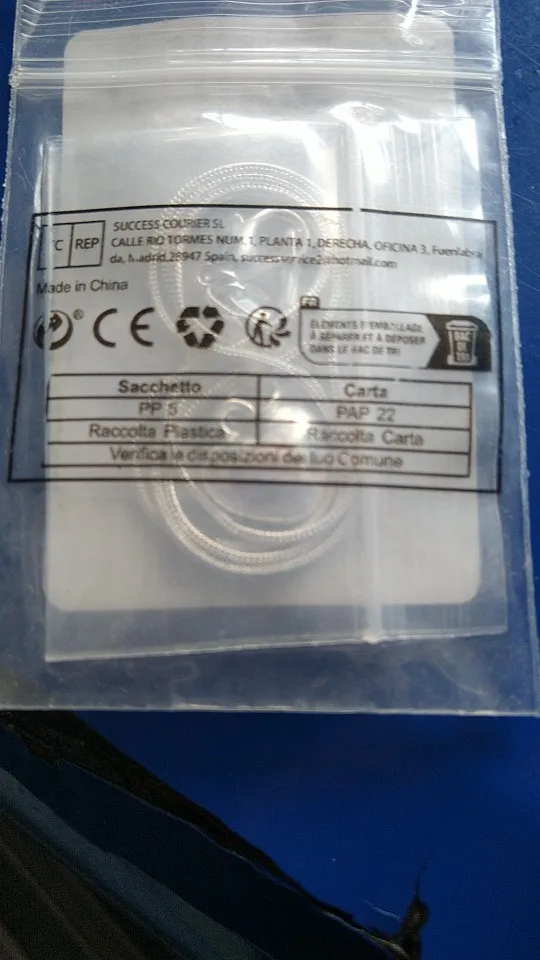 REP
SUCCESS COURIER SL
CALLE RIO TORMES NUM. 1, PLANTA 1, DERECHA, OFICINA 3, Fuenlabra
da, Madrid,28947 Spain, successservice2@hotmail.com
Made in China
®
CE
FR
ÉLÉMENTS D'EMBALLAGE
À SÉPARER ET À DÉPOSER
DANS LE BAC DE TRI
Sacchetto Carta
PP 5 PAP 22
Raccolta Plastica Raccolta Carta
Verifica le disposizioni del tuo Comune